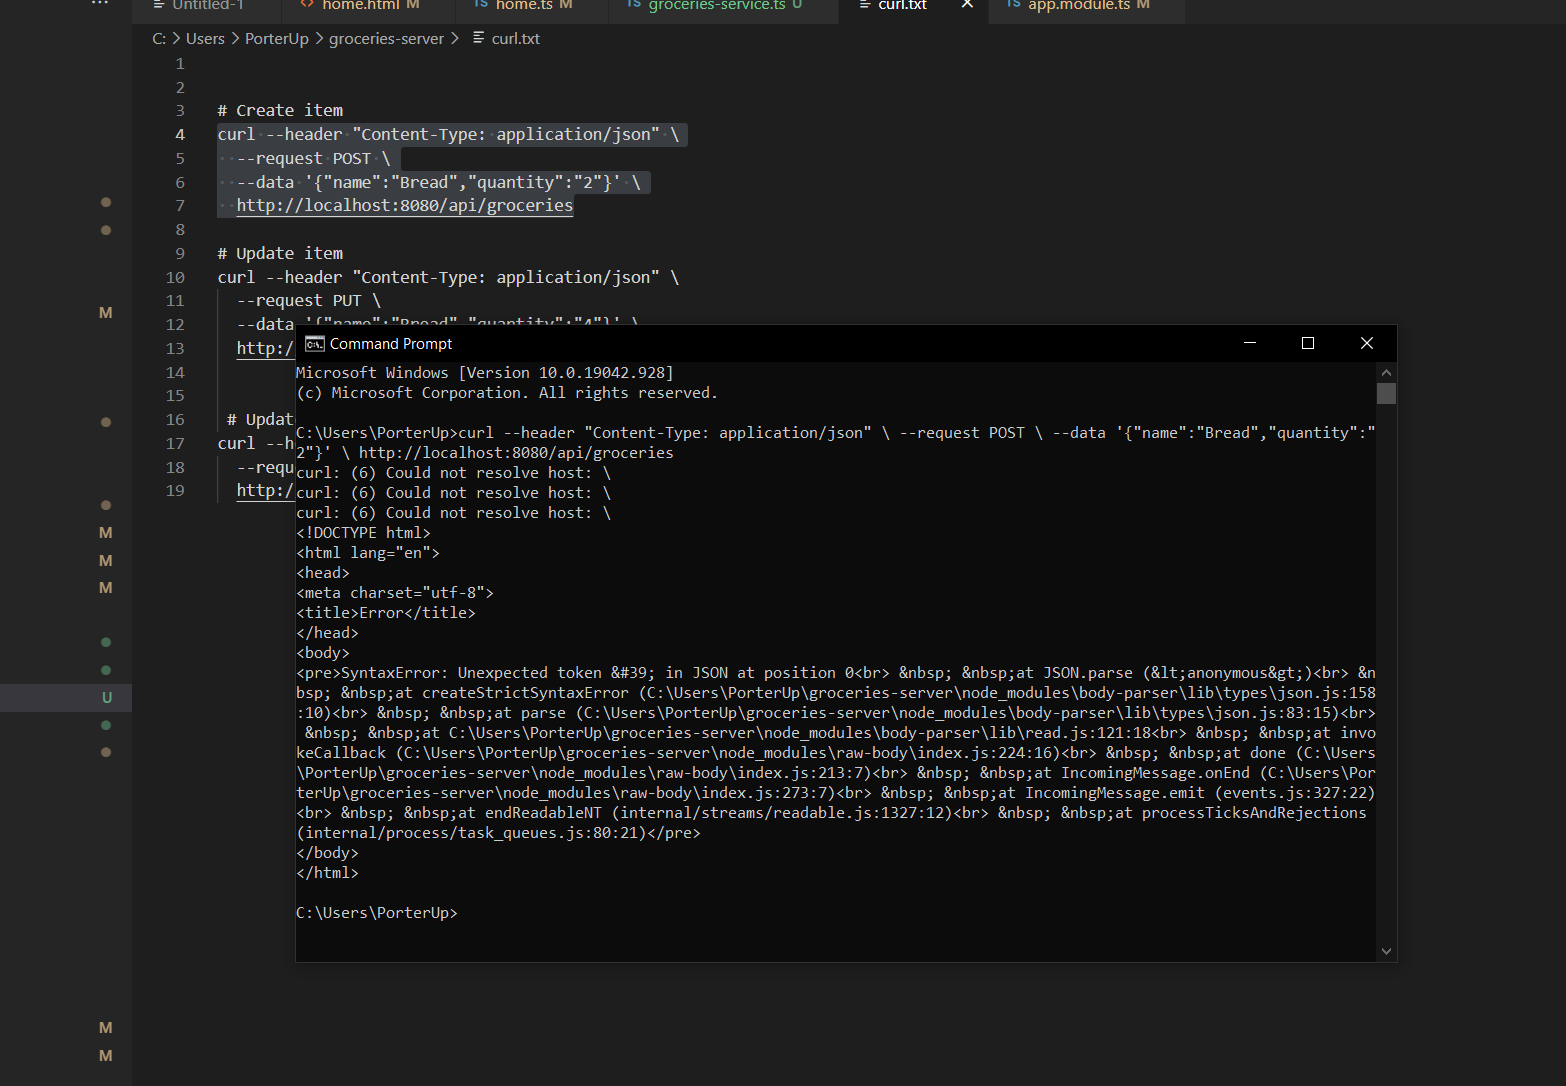 ··· Untitled-1 <> home.html M TS home.ts M TS groceries-service.ts U curl.txt × TS app.module.ts M
C: > Users > PorterUp > groceries-server > curl.txt
1
2
3 # Create item
4 curl --header "Content-Type: application/json" \
5 --request POST \
6 --data '{"name":"Bread","quantity":"2"}' \
7 http://localhost:8080/api/groceries
8
9 # Update item
10 curl --header "Content-Type: application/json" \
11 --request PUT \
12 --data '{"name":"Bread","quantity":"4"}' \
13 http:/
14
15
16 # Updat
17 curl --h
18 --requ
19 http:/
M
M
M
M
U
M
M
Command Prompt
Microsoft Windows [Version 10.0.19042.928]
(c) Microsoft Corporation. All rights reserved.
C:\Users\PorterUp>curl --header "Content-Type: application/json" \ --request POST \ --data '{"name":"Bread","quantity":"
2"}' \ http://localhost:8080/api/groceries
curl: (6) Could not resolve host: \
curl: (6) Could not resolve host: \
curl: (6) Could not resolve host: \
<!DOCTYPE html>
<html lang="en">
<head>
<meta charset="utf-8">
<title>Error</title>
</head>
<body>
<pre>SyntaxError: Unexpected token &#39; in JSON at position 0<br> &nbsp; &nbsp;at JSON.parse (&lt;anonymous&gt;)<br> &n
bsp; &nbsp;at createStrictSyntaxError (C:\Users\PorterUp\groceries-server\node_modules\body-parser\lib\types\json.js:158
:10)<br> &nbsp; &nbsp;at parse (C:\Users\PorterUp\groceries-server\node_modules\body-parser\lib\types\json.js:83:15)<br>
&nbsp; &nbsp;at C:\Users\PorterUp\groceries-server\node_modules\body-parser\lib\read.js:121:18<br> &nbsp; &nbsp;at invo
keCallback (C:\Users\PorterUp\groceries-server\node_modules\raw-body\index.js:224:16)<br> &nbsp; &nbsp;at done (C:\Users
\PorterUp\groceries-server\node_modules\raw-body\index.js:213:7)<br> &nbsp; &nbsp;at IncomingMessage.onEnd (C:\Users\Por
terUp\groceries-server\node_modules\raw-body\index.js:273:7)<br> &nbsp; &nbsp;at IncomingMessage.emit (events.js:327:22)
<br> &nbsp; &nbsp;at endReadableNT (internal/streams/readable.js:1327:12)<br> &nbsp; &nbsp;at processTicksAndRejections
(internal/process/task_queues.js:80:21)</pre>
</body>
</html>
C:\Users\PorterUp>